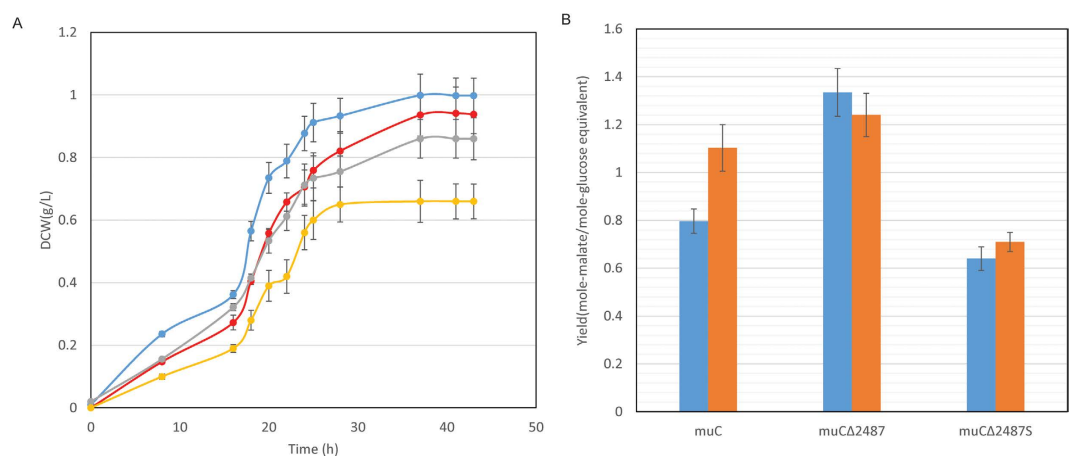 A
1.2
1
0.8
0.6
0.4
0.2
0
DCW(g/L)
0 10 20 30 40 50
Time (h)
B
1.6
1.4
1.2
1
0.8
0.6
0.4
0.2
0
Yield(mole-malate/mole-glucose equivalent)
muC muCΔ2487 muCΔ2487S